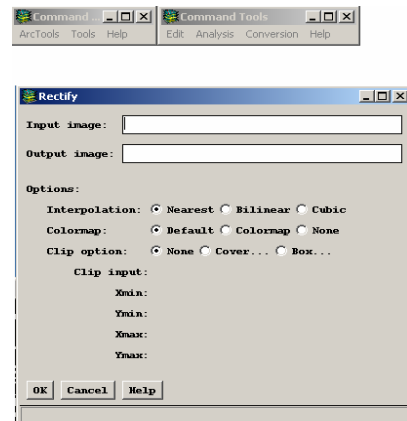 Command ..
ArcTools Tools Help
Command Tools
Edit Analysis Conversion Help
Rectify
Input image:
Output image:
Options:
Interpolation: Nearest Bilinear Cubic
Colormap: Default Colormap None
Clip option: None Cover... Box...
Clip input:
Xmin:
Ymin:
Xmax:
Ymax:
OK Cancel Help